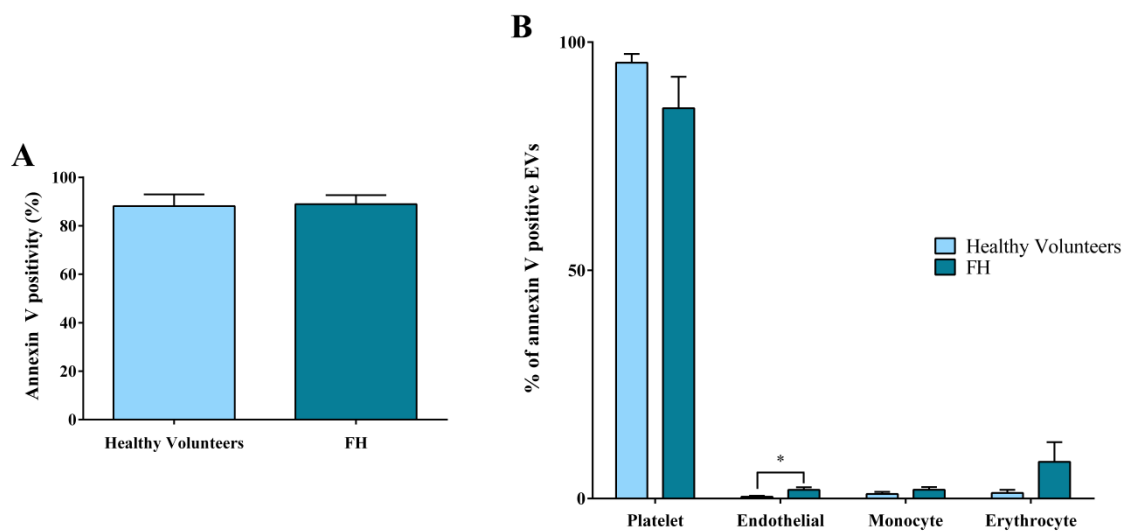 A
Annexin V positivity (%)
100
80
60
40
20
0
Healthy Volunteers FH
B
% of annexin V positive EVs
100
50
0
*
Healthy Volunteers
FH
Platelet Endothelial Monocyte Erythrocyte